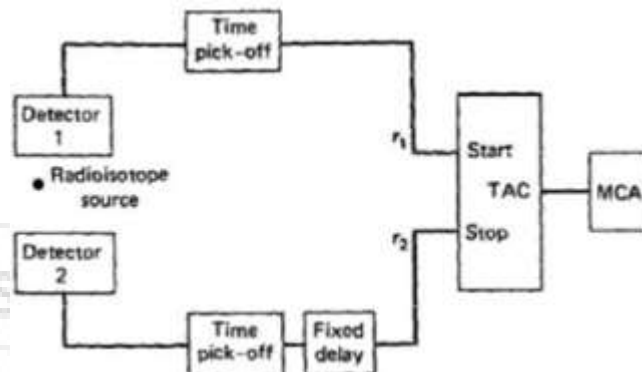 Time
pick-off
Detector
1
r₁
Start
Radioisotope
source
TAC
MCA
r₂
Stop
Detector
2
Time
pick-off
Fixed
delay